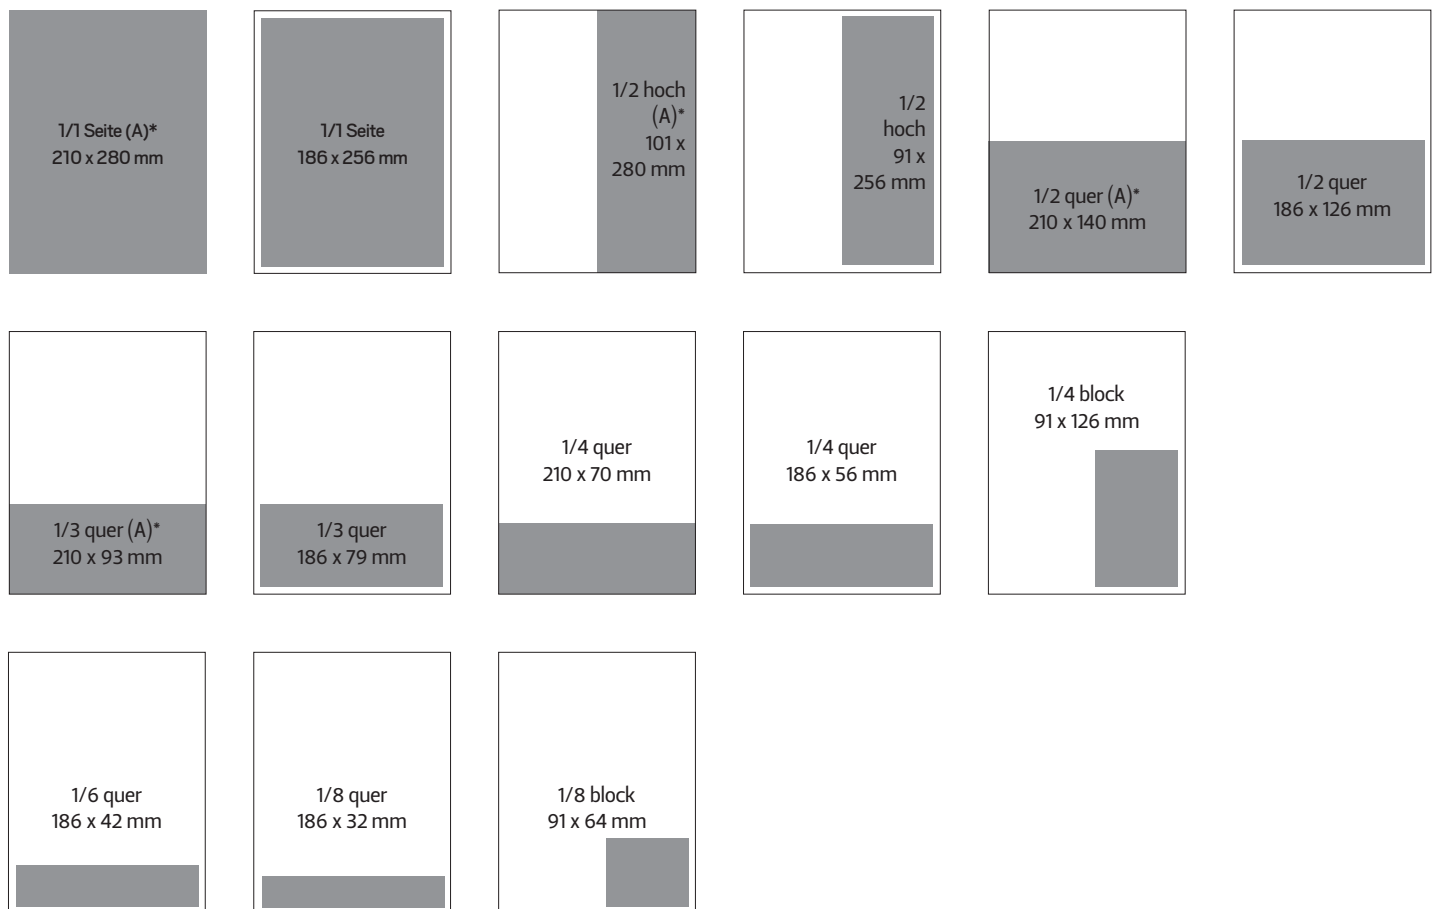 1/1 Seite (A)*
210 x 280 mm
1/1 Seite
186 x 256 mm
1/2 hoch
(A)*
101 x
280 mm
1/2
hoch
91 x
256 mm
1/2 quer (A)*
210 x 140 mm
1/2 quer
186 x 126 mm
1/3 quer (A)*
210 x 93 mm
1/3 quer
186 x 79 mm
1/4 quer
210 x 70 mm
1/4 quer
186 x 56 mm
1/4 block
91 x 126 mm
1/6 quer
186 x 42 mm
1/8 quer
186 x 32 mm
1/8 block
91 x 64 mm